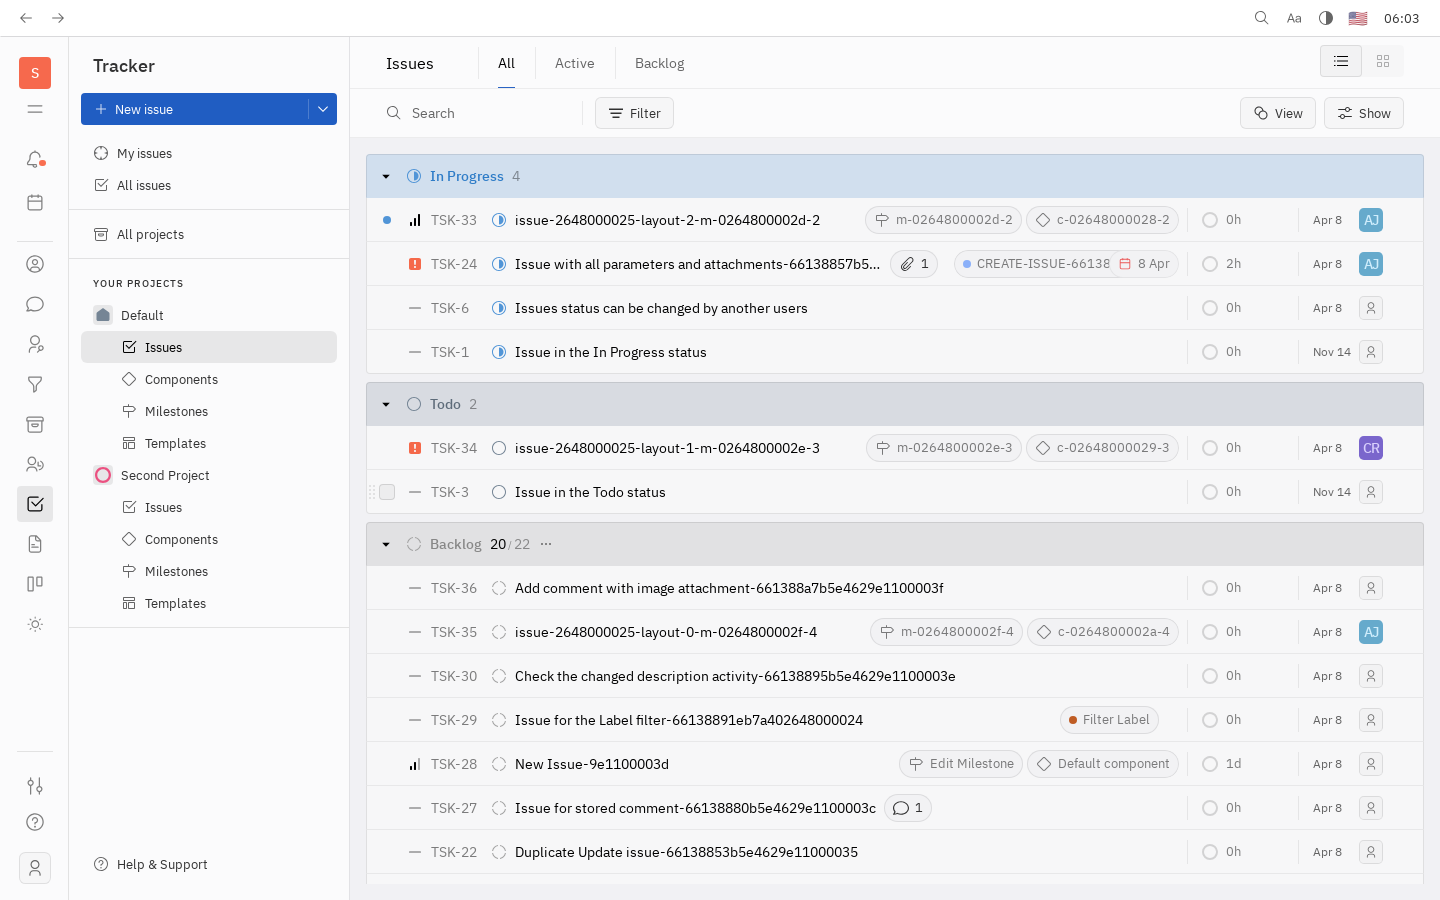 Aa
06:03
S
Tracker
New issue
My issues
All issues
All projects
YOUR PROJECTS
Default
Issues
Components
Milestones
Templates
Second Project
Issues
Components
Milestones
Templates
Help & Support
Issues All Active Backlog
Search Filter View Show
In Progress 4
TSK-33 issue-2648000025-layout-2-m-0264800002d-2 m-0264800002d-2 c-02648000028-2 0h Apr 8 AJ
TSK-24 Issue with all parameters and attachments-66138857b5... 1 CREATE-ISSUE-66138 8 Apr 2h Apr 8 AJ
TSK-6 Issues status can be changed by another users 0h Apr 8
TSK-1 Issue in the In Progress status 0h Nov 14
Todo 2
TSK-34 issue-2648000025-layout-1-m-0264800002e-3 m-0264800002e-3 c-02648000029-3 0h Apr 8 CR
TSK-3 Issue in the Todo status 0h Nov 14
Backlog 20/22 ...
TSK-36 Add comment with image attachment-661388a7b5e4629e1100003f 0h Apr 8
TSK-35 issue-2648000025-layout-0-m-0264800002f-4 m-0264800002f-4 c-0264800002a-4 0h Apr 8 AJ
TSK-30 Check the changed description activity-66138895b5e4629e1100003e 0h Apr 8
TSK-29 Issue for the Label filter-66138891eb7a402648000024 Filter Label 0h Apr 8
TSK-28 New Issue-9e1100003d Edit Milestone Default component 1d Apr 8
TSK-27 Issue for stored comment-66138880b5e4629e1100003c 1 0h Apr 8
TSK-22 Duplicate Update issue-66138853b5e4629e11000035 0h Apr 8